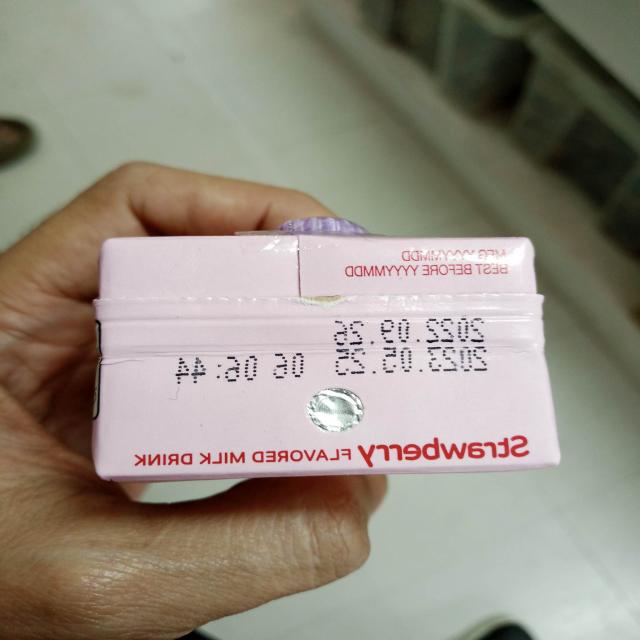 MFG YYYYMMDD
BEST BEFORE YYYYMMDD
2022.09.26
2023.05.25 06 06:44
Strawberry FLAVORED MILK DRINK